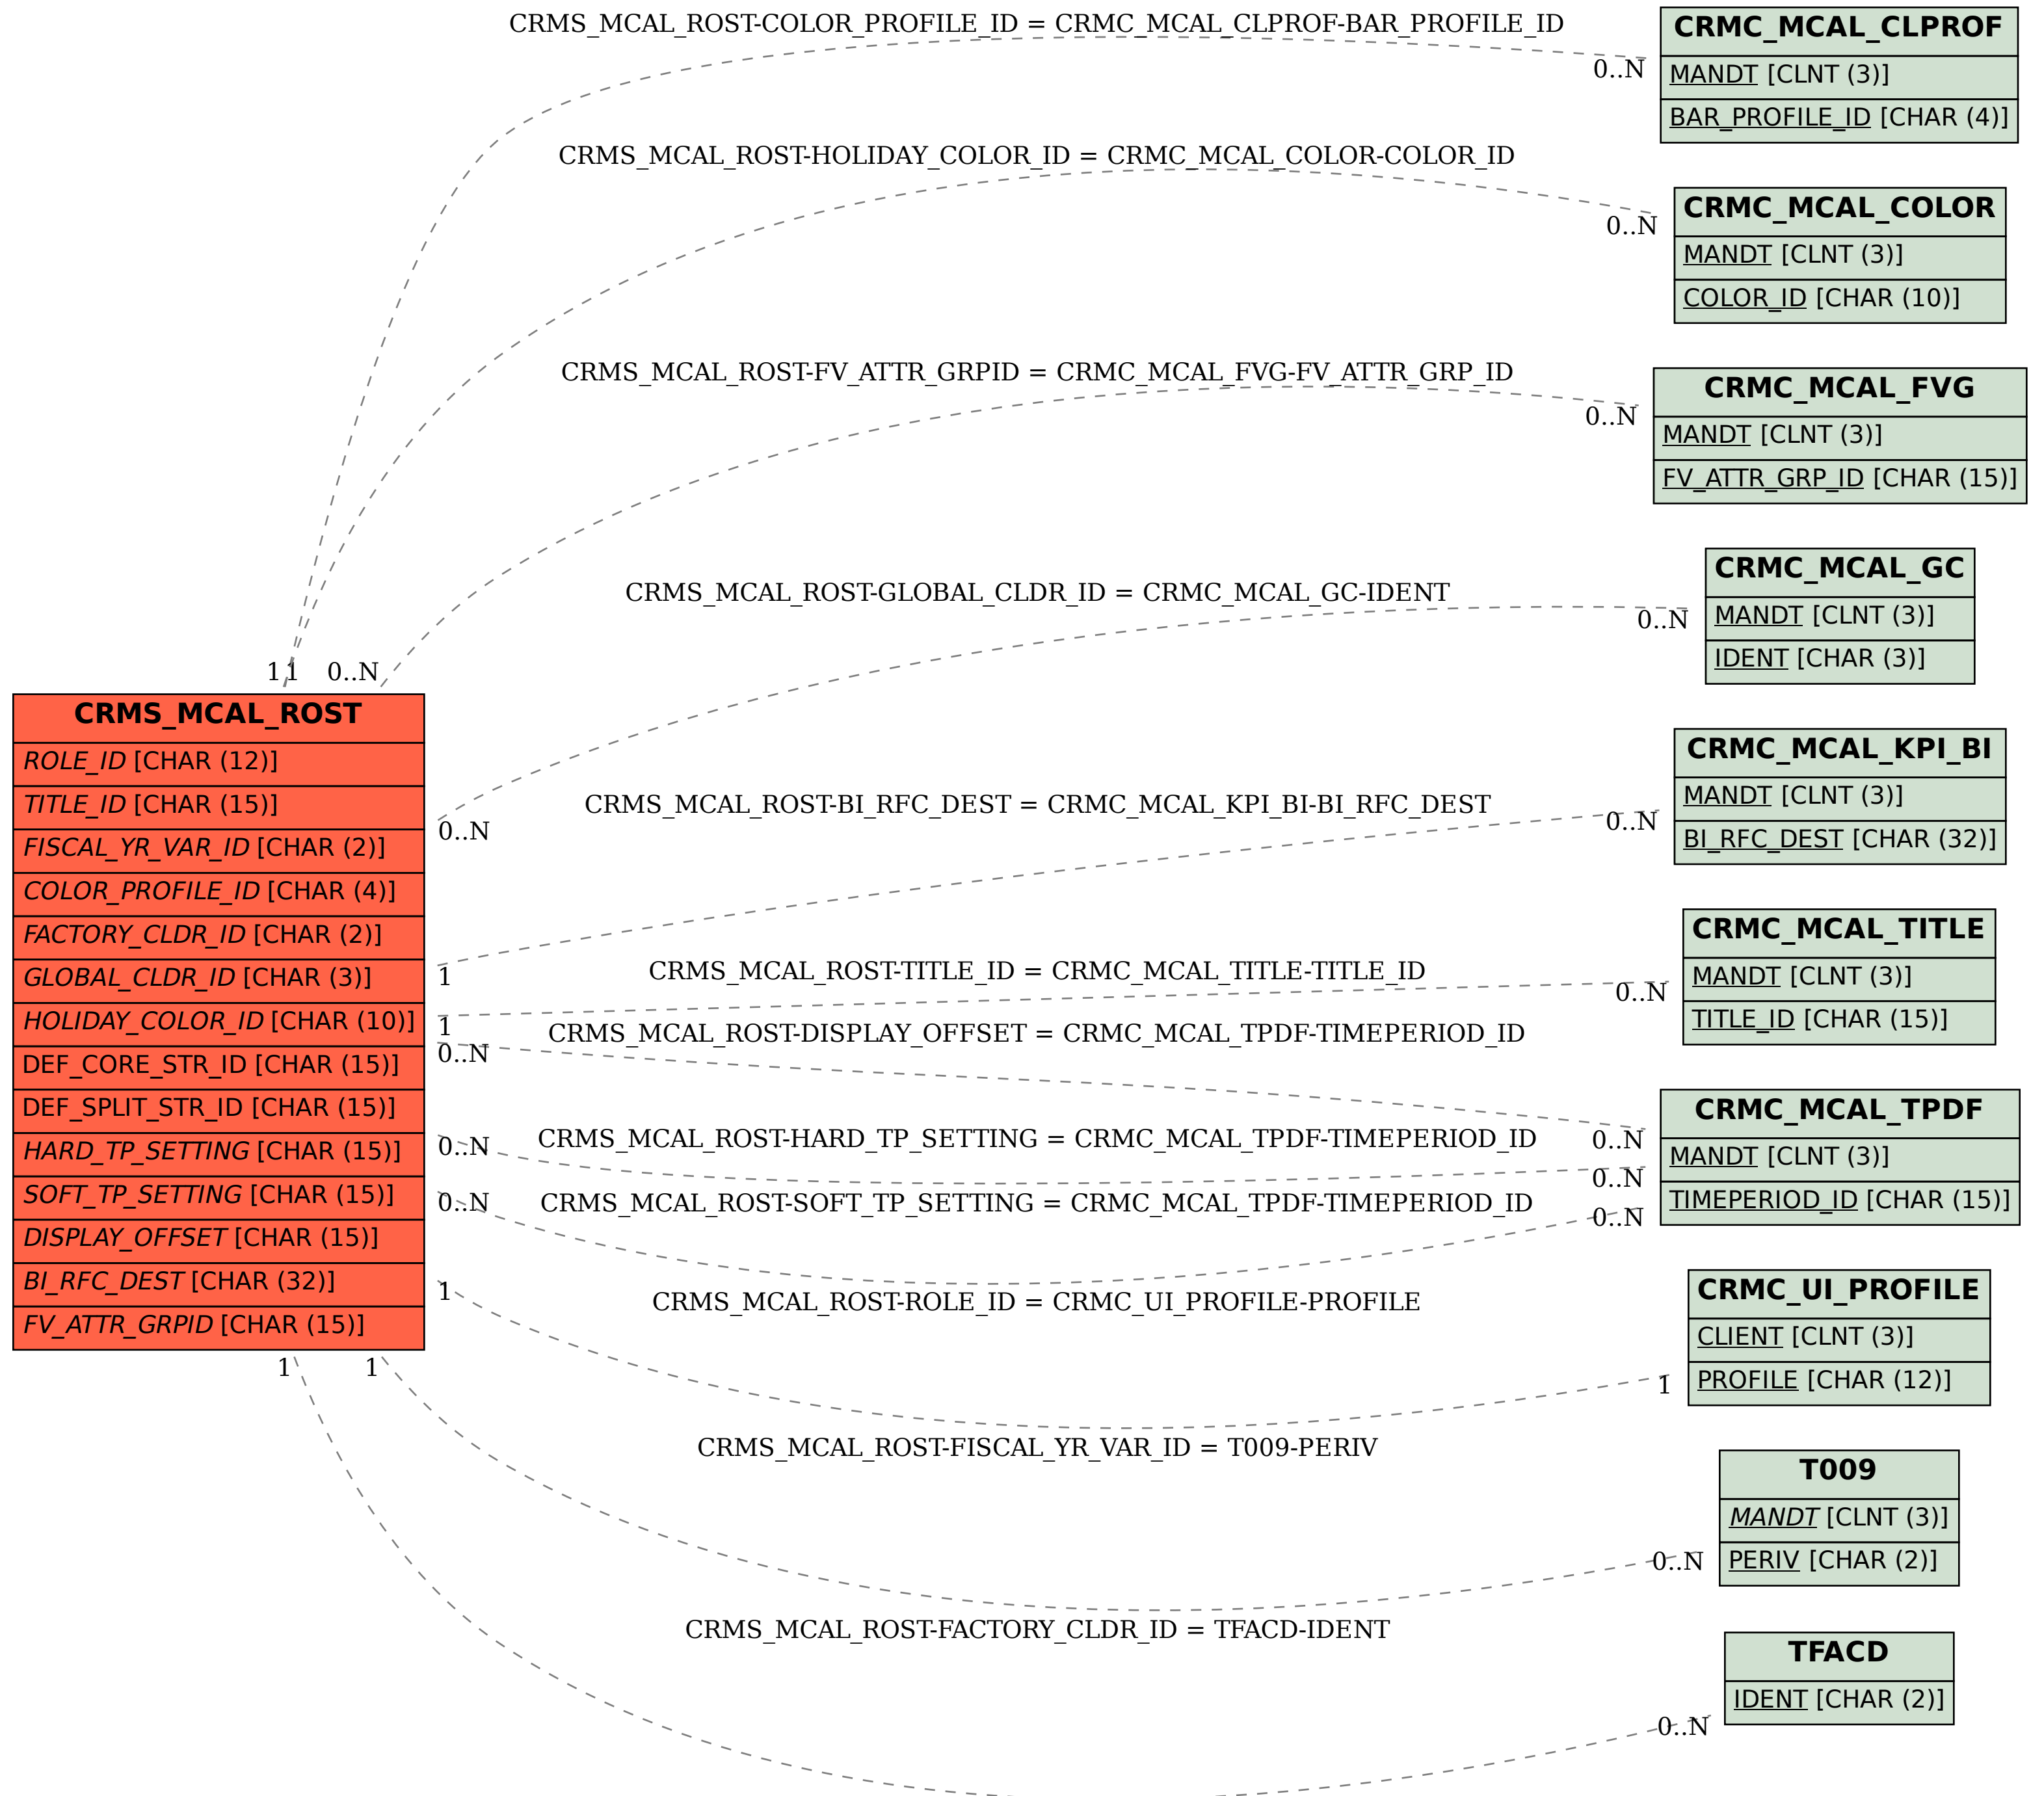 CRMS_MCAL_ROST-COLOR_PROFILE_ID = CRMC_MCAL_CLPROF-BAR_PROFILE_ID
0..N
CRMC_MCAL_CLPROF
MANDT [CLNT (3)]
BAR_PROFILE_ID [CHAR (4)]
CRMS_MCAL_ROST-HOLIDAY_COLOR_ID = CRMC_MCAL_COLOR-COLOR_ID
0..N
CRMC_MCAL_COLOR
MANDT [CLNT (3)]
COLOR_ID [CHAR (10)]
CRMS_MCAL_ROST-FV_ATTR_GRPID = CRMC_MCAL_FVG-FV_ATTR_GRP_ID
0..N
CRMC_MCAL_FVG
MANDT [CLNT (3)]
FV_ATTR_GRP_ID [CHAR (15)]
CRMS_MCAL_ROST-GLOBAL_CLDR_ID = CRMC_MCAL_GC-IDENT
0..N
CRMC_MCAL_GC
MANDT [CLNT (3)]
IDENT [CHAR (3)]
1
1
0..N
CRMS_MCAL_ROST
ROLE_ID [CHAR (12)]
TITLE_ID [CHAR (15)]
FISCAL_YR_VAR_ID [CHAR (2)]
COLOR_PROFILE_ID [CHAR (4)]
FACTORY_CLDR_ID [CHAR (2)]
GLOBAL_CLDR_ID [CHAR (3)]
HOLIDAY_COLOR_ID [CHAR (10)]
DEF_CORE_STR_ID [CHAR (15)]
DEF_SPLIT_STR_ID [CHAR (15)]
HARD_TP_SETTING [CHAR (15)]
SOFT_TP_SETTING [CHAR (15)]
DISPLAY_OFFSET [CHAR (15)]
BI_RFC_DEST [CHAR (32)]
FV_ATTR_GRPID [CHAR (15)]
0..N
CRMS_MCAL_ROST-BI_RFC_DEST = CRMC_MCAL_KPI_BI-BI_RFC_DEST
0..N
CRMC_MCAL_KPI_BI
MANDT [CLNT (3)]
BI_RFC_DEST [CHAR (32)]
1
CRMS_MCAL_ROST-TITLE_ID = CRMC_MCAL_TITLE-TITLE_ID
0..N
CRMC_MCAL_TITLE
MANDT [CLNT (3)]
TITLE_ID [CHAR (15)]
1
0..N
CRMS_MCAL_ROST-DISPLAY_OFFSET = CRMC_MCAL_TPDF-TIMEPERIOD_ID
0..N
CRMS_MCAL_ROST-HARD_TP_SETTING = CRMC_MCAL_TPDF-TIMEPERIOD_ID
0..N
0..N
0..N
CRMS_MCAL_ROST-SOFT_TP_SETTING = CRMC_MCAL_TPDF-TIMEPERIOD_ID
0..N
CRMC_MCAL_TPDF
MANDT [CLNT (3)]
TIMEPERIOD_ID [CHAR (15)]
1
CRMS_MCAL_ROST-ROLE_ID = CRMC_UI_PROFILE-PROFILE
1
CRMC_UI_PROFILE
CLIENT [CLNT (3)]
PROFILE [CHAR (12)]
1
1
CRMS_MCAL_ROST-FISCAL_YR_VAR_ID = T009-PERIV
0..N
T009
MANDT [CLNT (3)]
PERIV [CHAR (2)]
CRMS_MCAL_ROST-FACTORY_CLDR_ID = TFACD-IDENT
0..N
TFACD
IDENT [CHAR (2)]